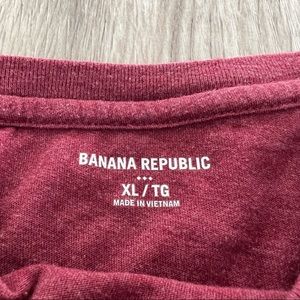 BANANA REPUBLIC
•••
XL / TG
MADE IN VIETNAM